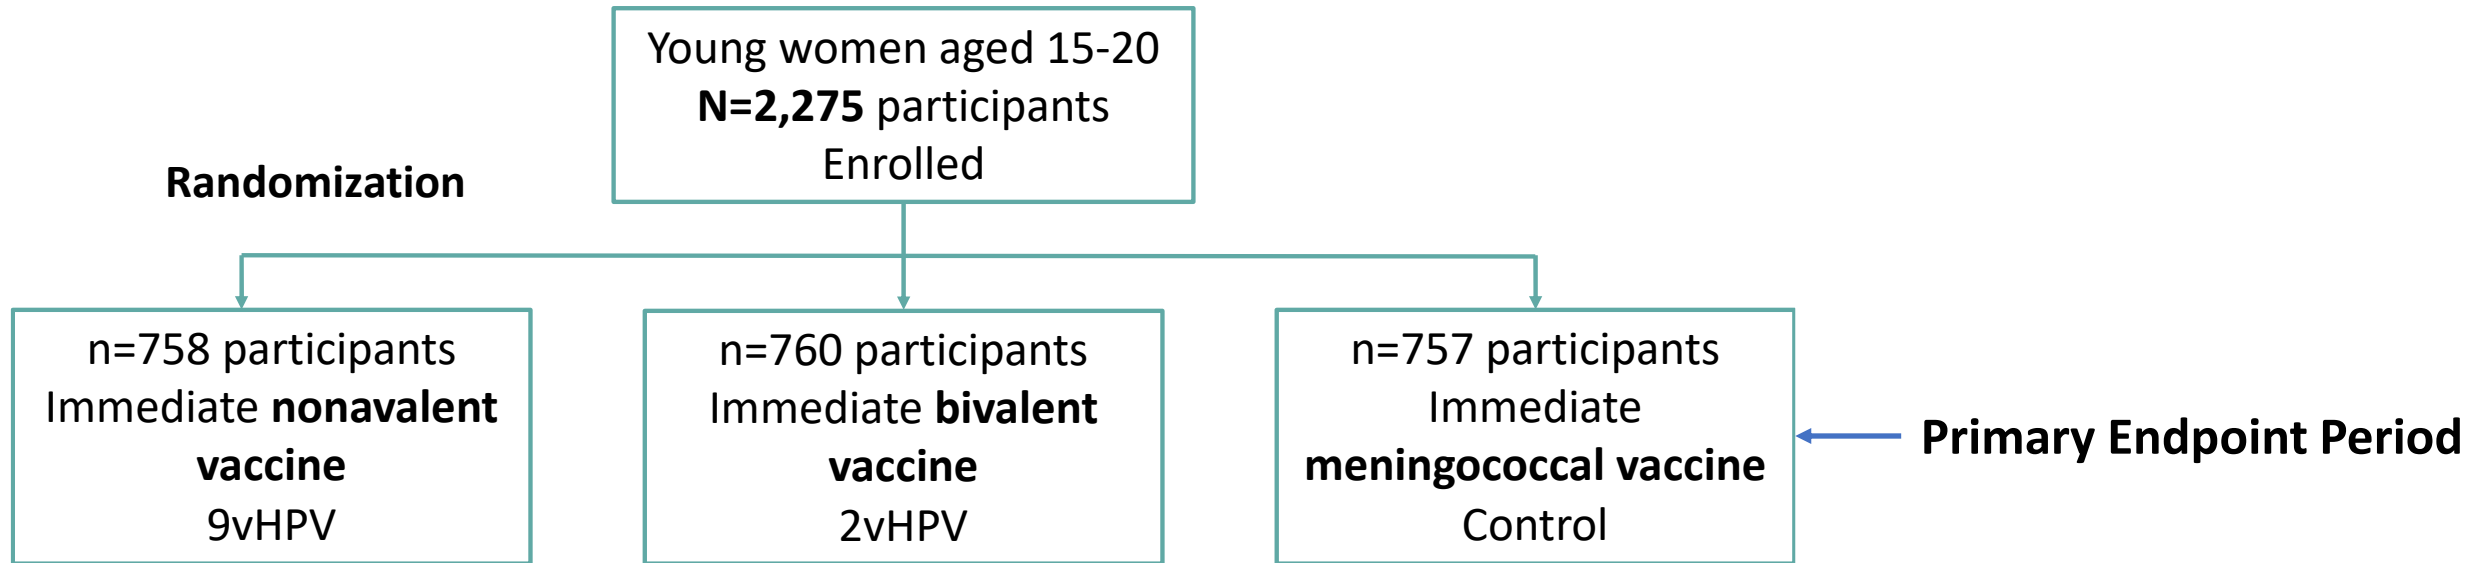 Young women aged 15-20
N=2,275 participants
Enrolled
Randomization
n=758 participants
Immediate nonavalent
vaccine
9vHPV
n=760 participants
Immediate bivalent
vaccine
2vHPV
n=757 participants
Immediate
meningococcal vaccine
Control
Primary Endpoint Period